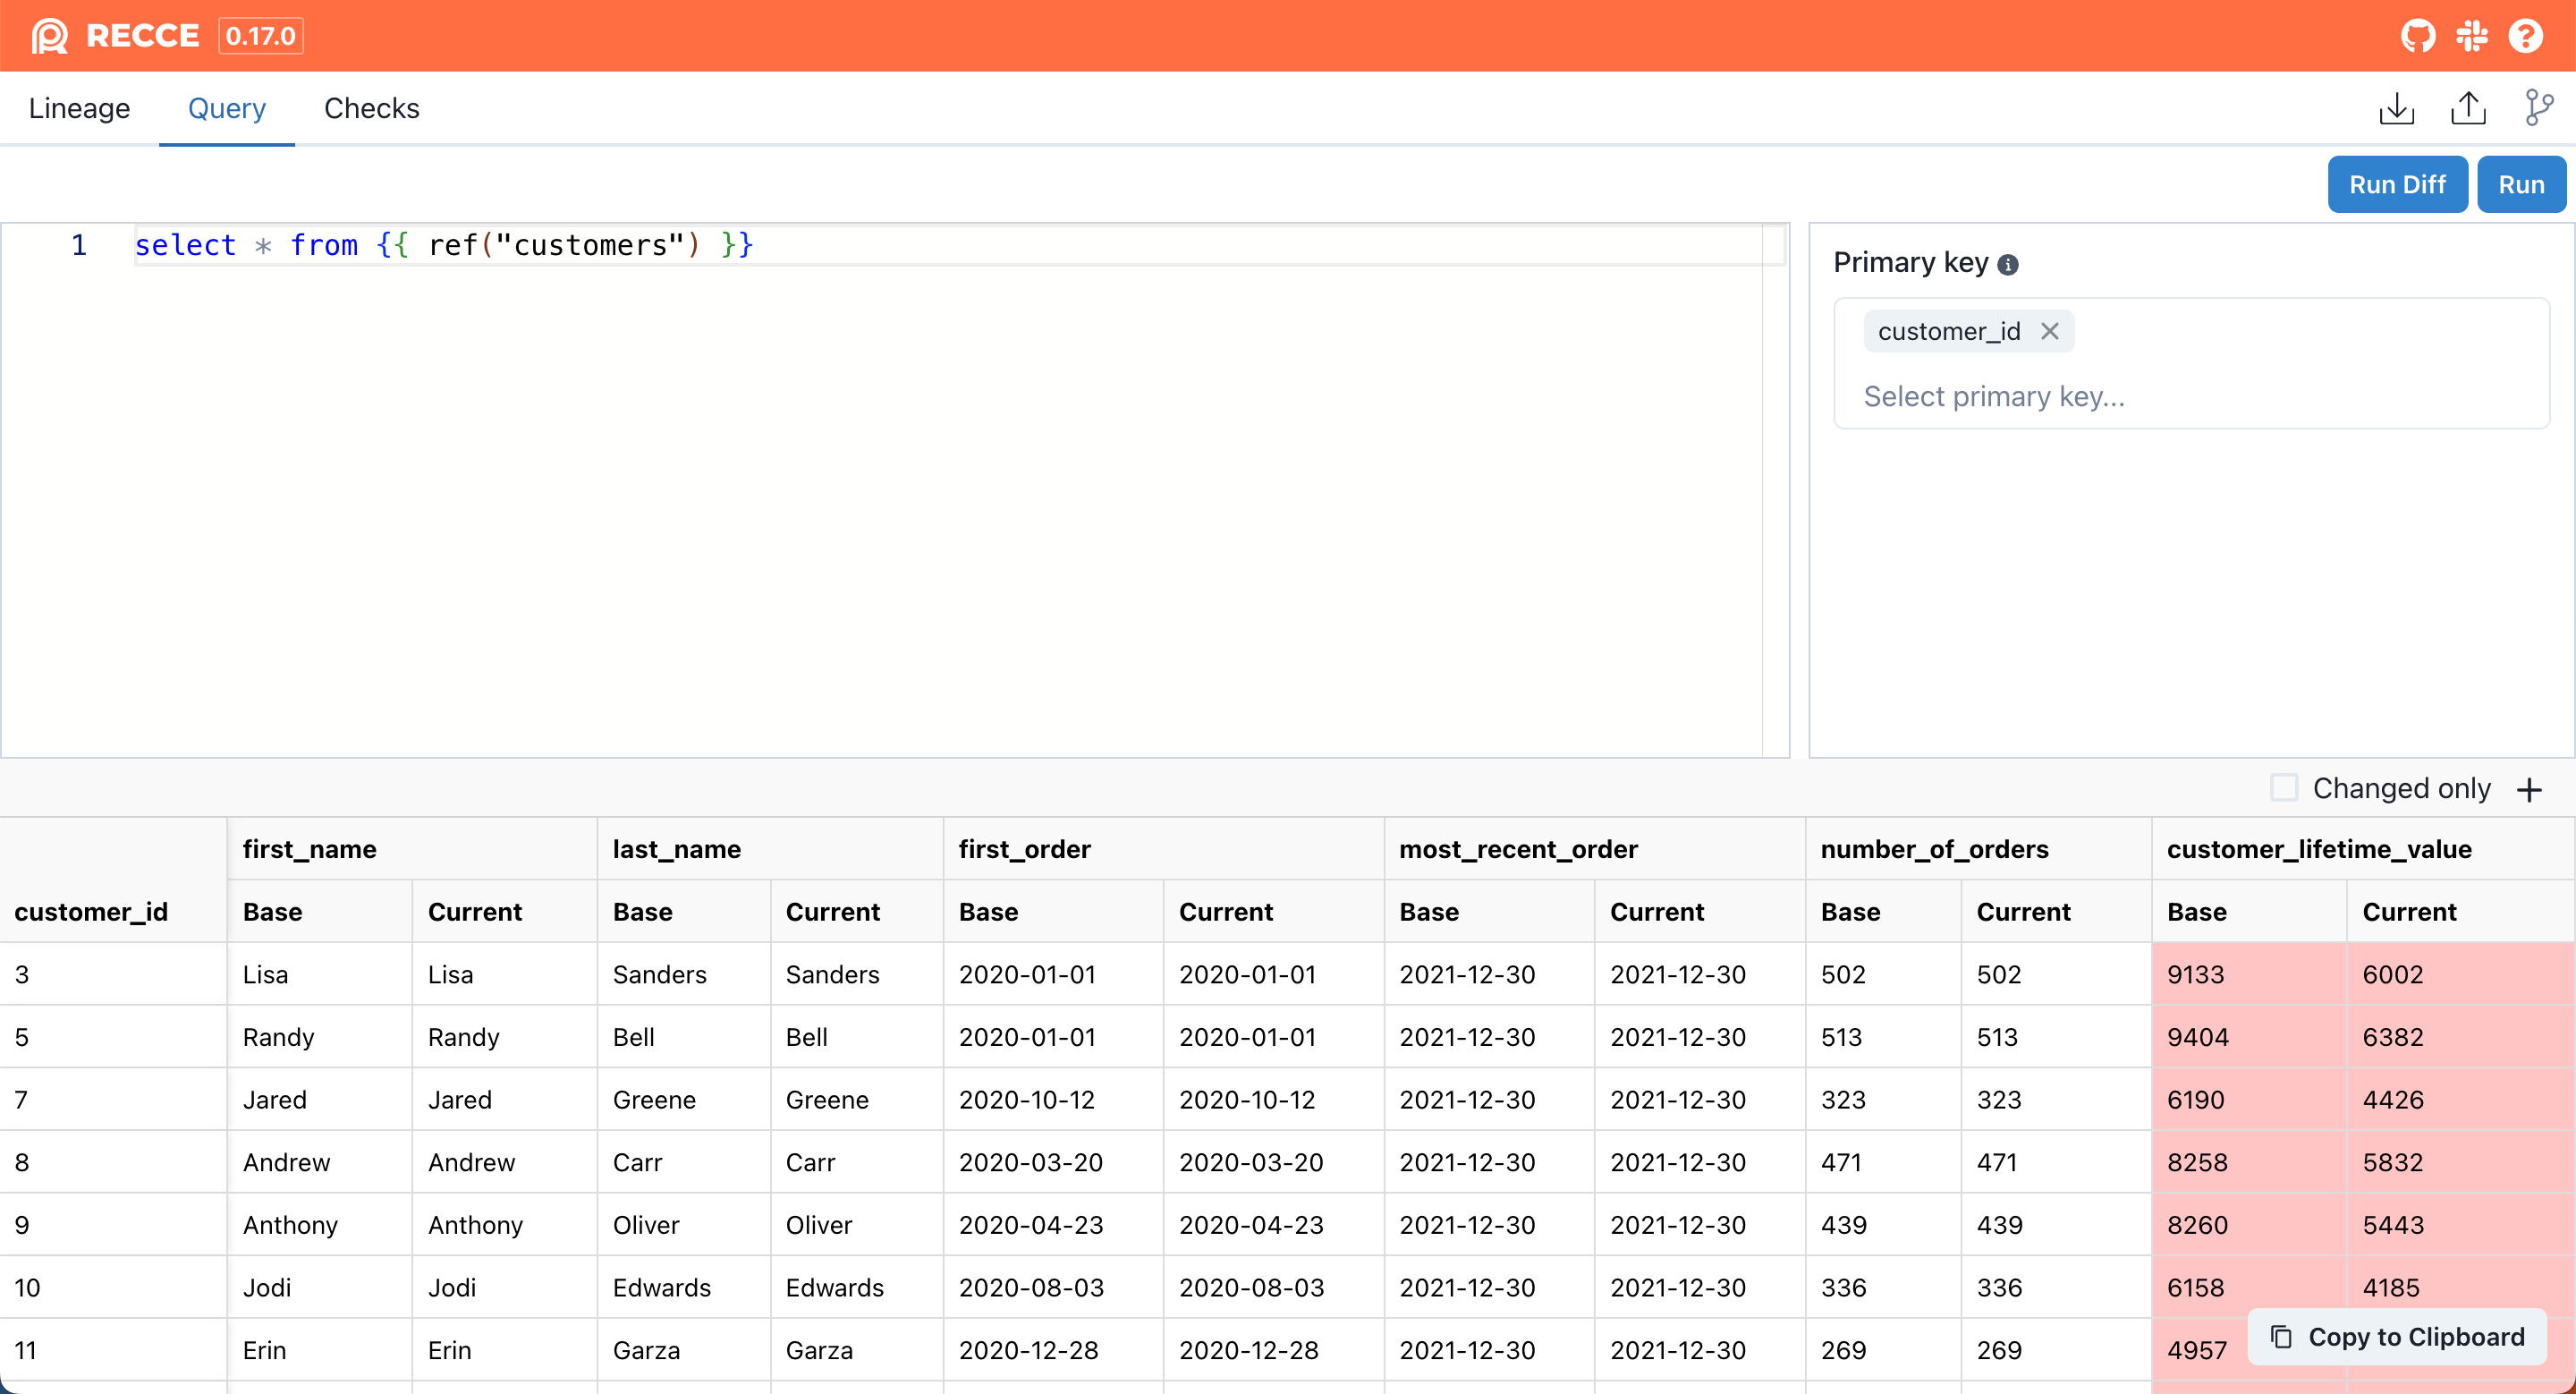 RECCE 0.17.0
Lineage Query Checks
Run Diff Run
1 select * from {{ ref("customers") }}
Primary key
customer_id
Select primary key...
Changed only
first_name last_name first_order most_recent_order number_of_orders customer_lifetime_value
customer_id Base Current Base Current Base Current Base Current Base Current Base Current
3 Lisa Lisa Sanders Sanders 2020-01-01 2020-01-01 2021-12-30 2021-12-30 502 502 9133 6002
5 Randy Randy Bell Bell 2020-01-01 2020-01-01 2021-12-30 2021-12-30 513 513 9404 6382
7 Jared Jared Greene Greene 2020-10-12 2020-10-12 2021-12-30 2021-12-30 323 323 6190 4426
8 Andrew Andrew Carr Carr 2020-03-20 2020-03-20 2021-12-30 2021-12-30 471 471 8258 5832
9 Anthony Anthony Oliver Oliver 2020-04-23 2020-04-23 2021-12-30 2021-12-30 439 439 8260 5443
10 Jodi Jodi Edwards Edwards 2020-08-03 2020-08-03 2021-12-30 2021-12-30 336 336 6158 4185
11 Erin Erin Garza Garza 2020-12-28 2020-12-28 2021-12-30 2021-12-30 269 269 4957
Copy to Clipboard